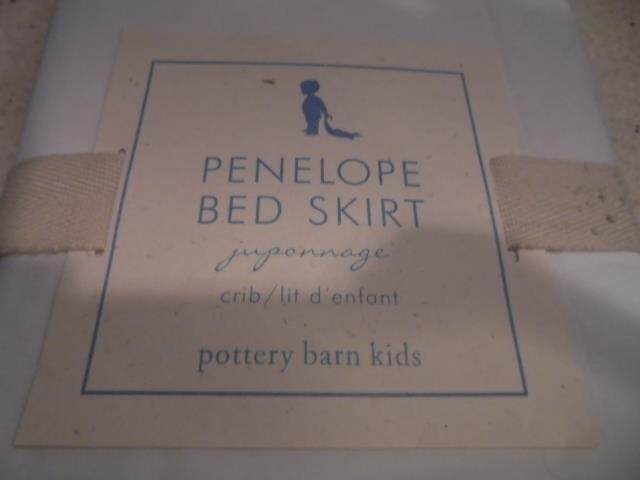 PENELOPE
BED SKIRT
juponnage
crib/lit d'enfant
pottery barn kids